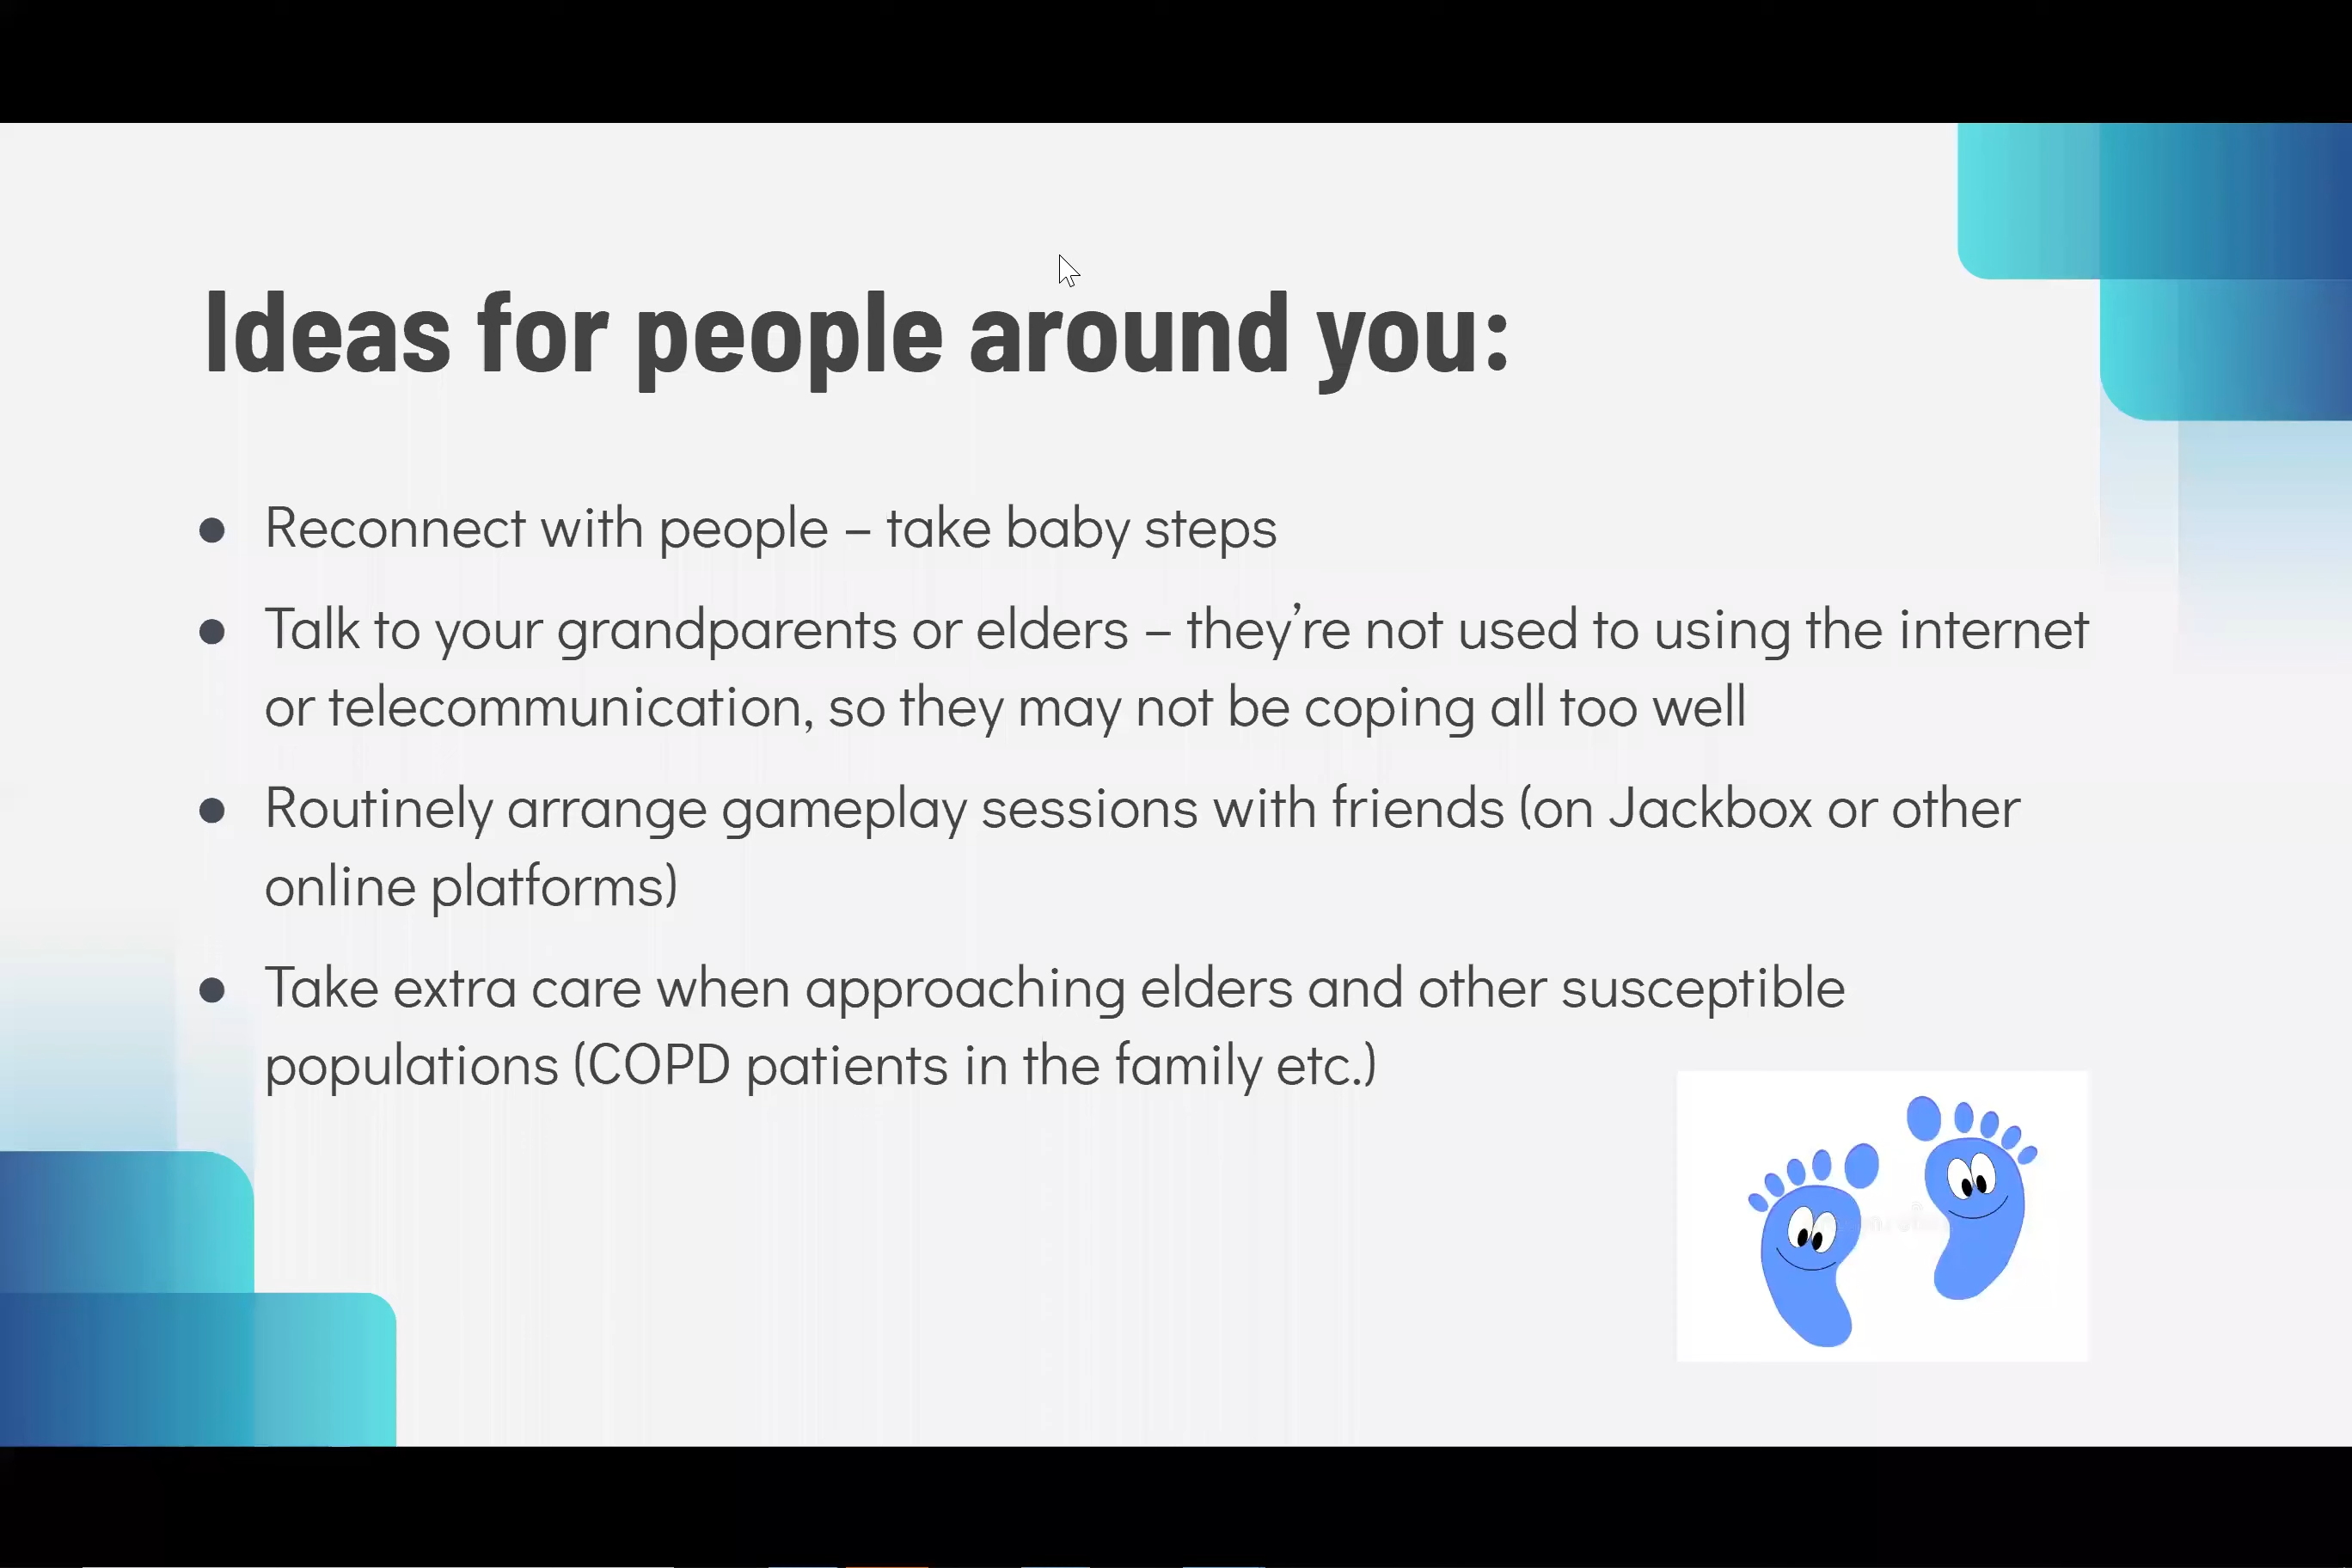 Ideas for people around you:
● Reconnect with people – take baby steps
● Talk to your grandparents or elders – they’re not used to using the internet
or telecommunication, so they may not be coping all too well
● Routinely arrange gameplay sessions with friends (on Jackbox or other
online platforms)
● Take extra care when approaching elders and other susceptible
populations (COPD patients in the family etc.)